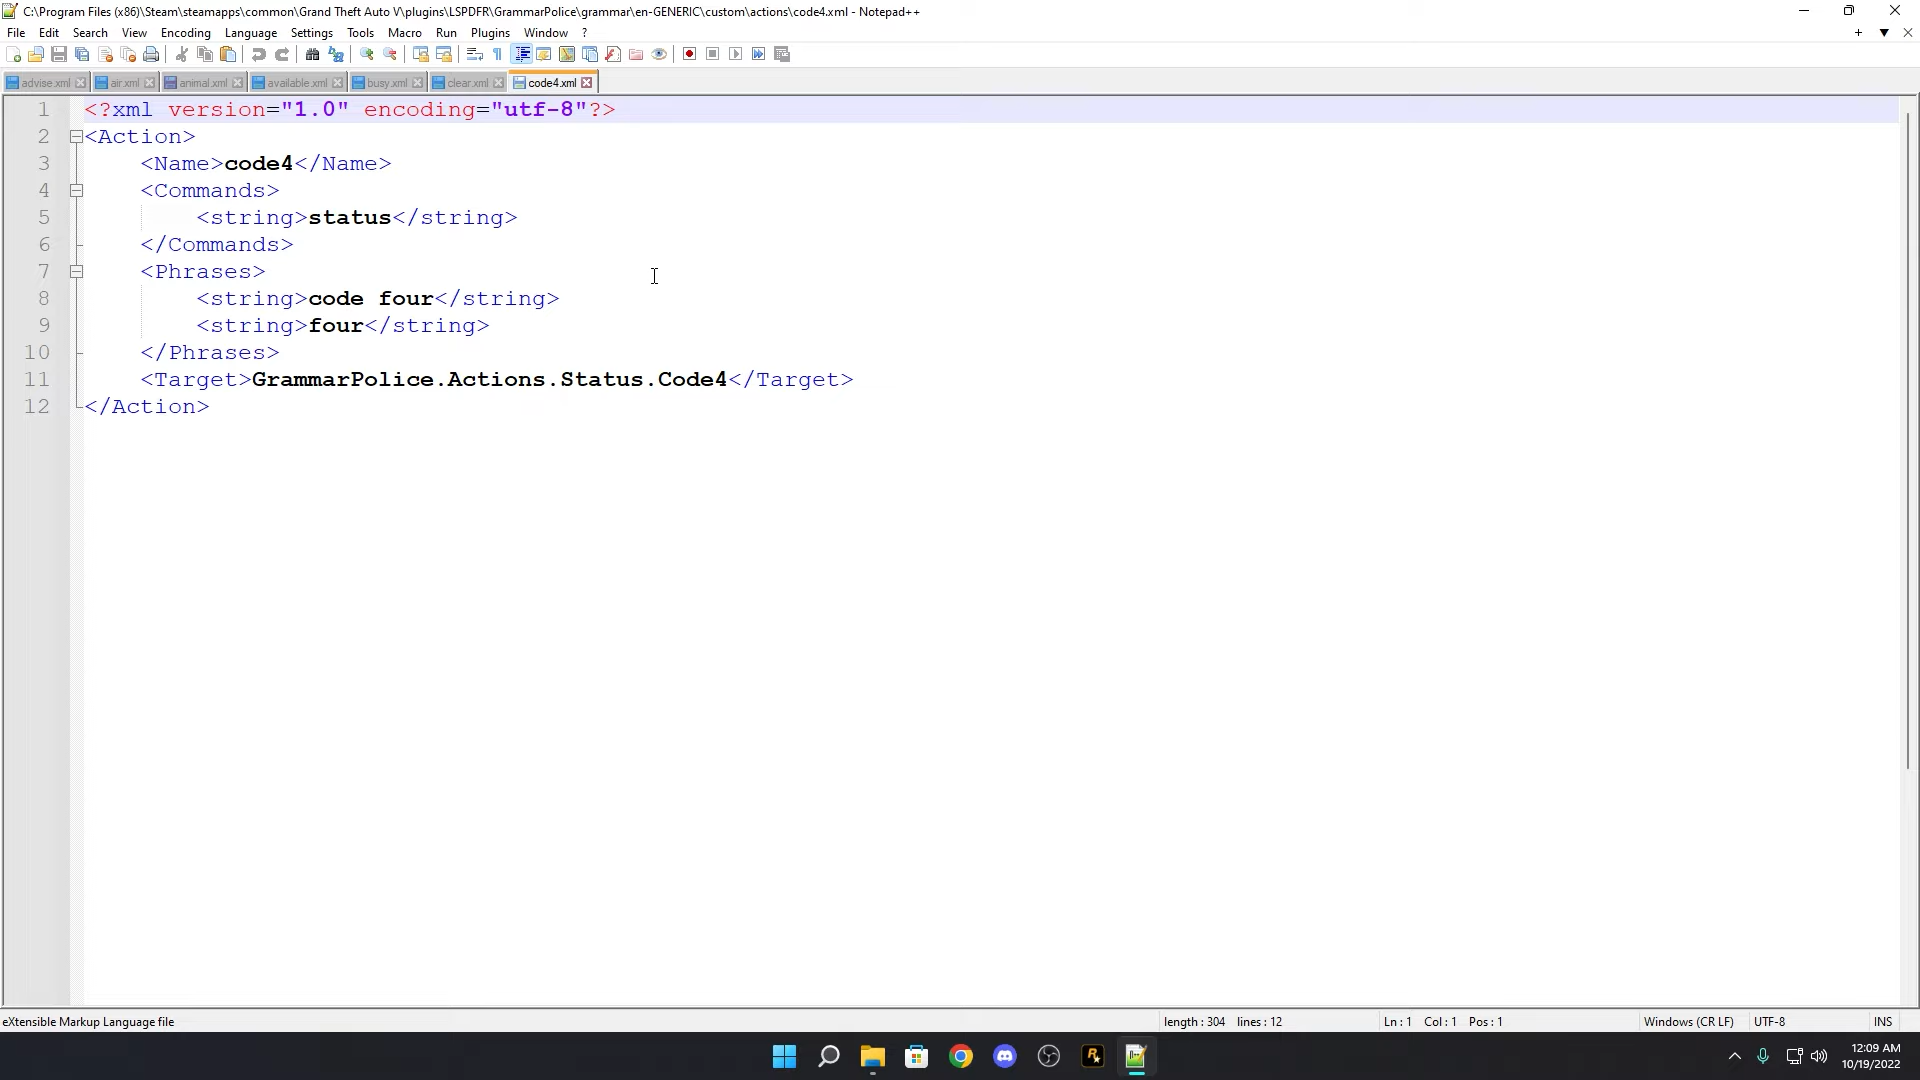 C:\Program Files (x86)\Steam\steamapps\common\Grand Theft Auto V\plugins\LSPDFR\GrammarPolice\grammar\en-GENERIC\custom\actions\code4.xml - Notepad++
File Edit Search View Encoding Language Settings Tools Macro Run Plugins Window ?
advise.xml air.xml animal.xml available.xml busy.xml clear.xml code4.xml
1 <?xml version="1.0" encoding="utf-8"?>
2 <Action>
3 <Name>code4</Name>
4 <Commands>
5 <string>status</string>
6 </Commands>
7 <Phrases>
8 <string>code four</string>
9 <string>four</string>
10 </Phrases>
11 <Target>GrammarPolice.Actions.Status.Code4</Target>
12 </Action>
eXtensible Markup Language file length : 304 lines : 12 Ln : 1 Col : 1 Pos : 1 Windows (CR LF) UTF-8 INS
12:09 AM
10/19/2022